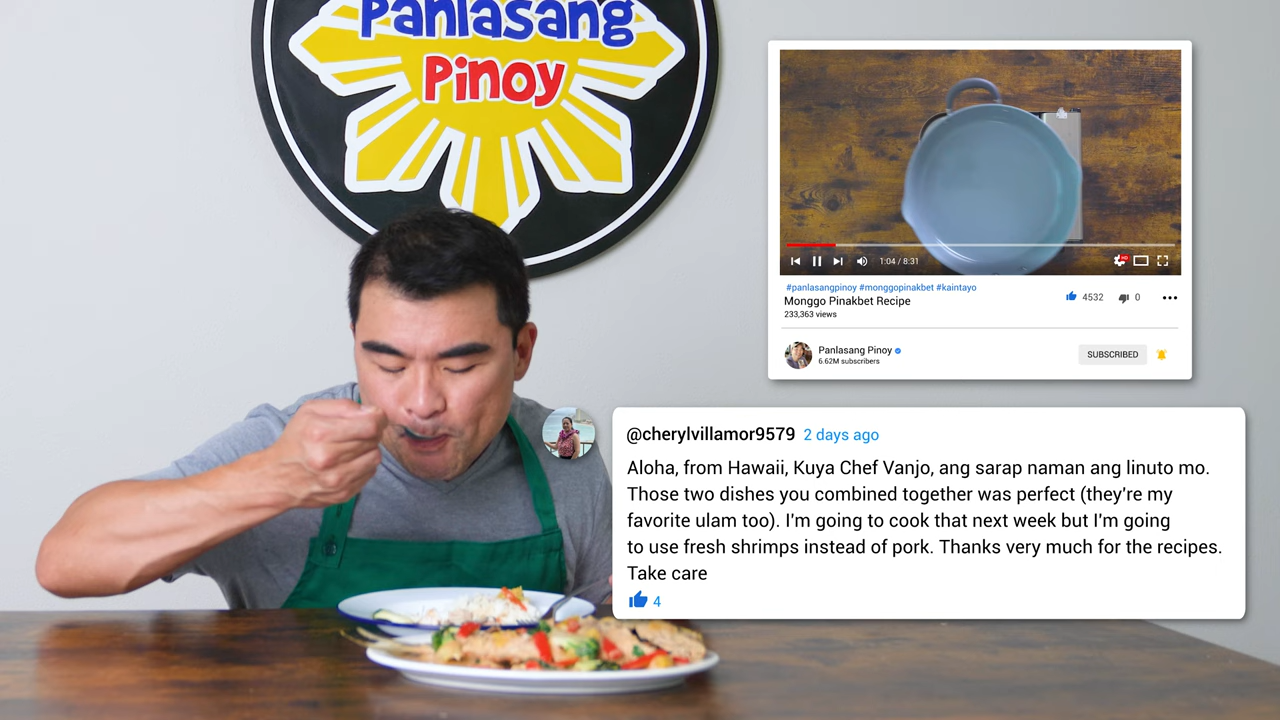 Panlasang
Pinoy
1:04 / 8:31
HD
#panlasangpinoy #monggopinakbet #kaintayo
Monggo Pinakbet Recipe
233,363 views
4532
0
Panlasang Pinoy
6.62M subscribers
SUBSCRIBED
@cherylvillamor9579 2 days ago
Aloha, from Hawaii, Kuya Chef Vanjo, ang sarap naman ang linuto mo.
Those two dishes you combined together was perfect (they're my
favorite ulam too). I'm going to cook that next week but I'm going
to use fresh shrimps instead of pork. Thanks very much for the recipes.
Take care
4